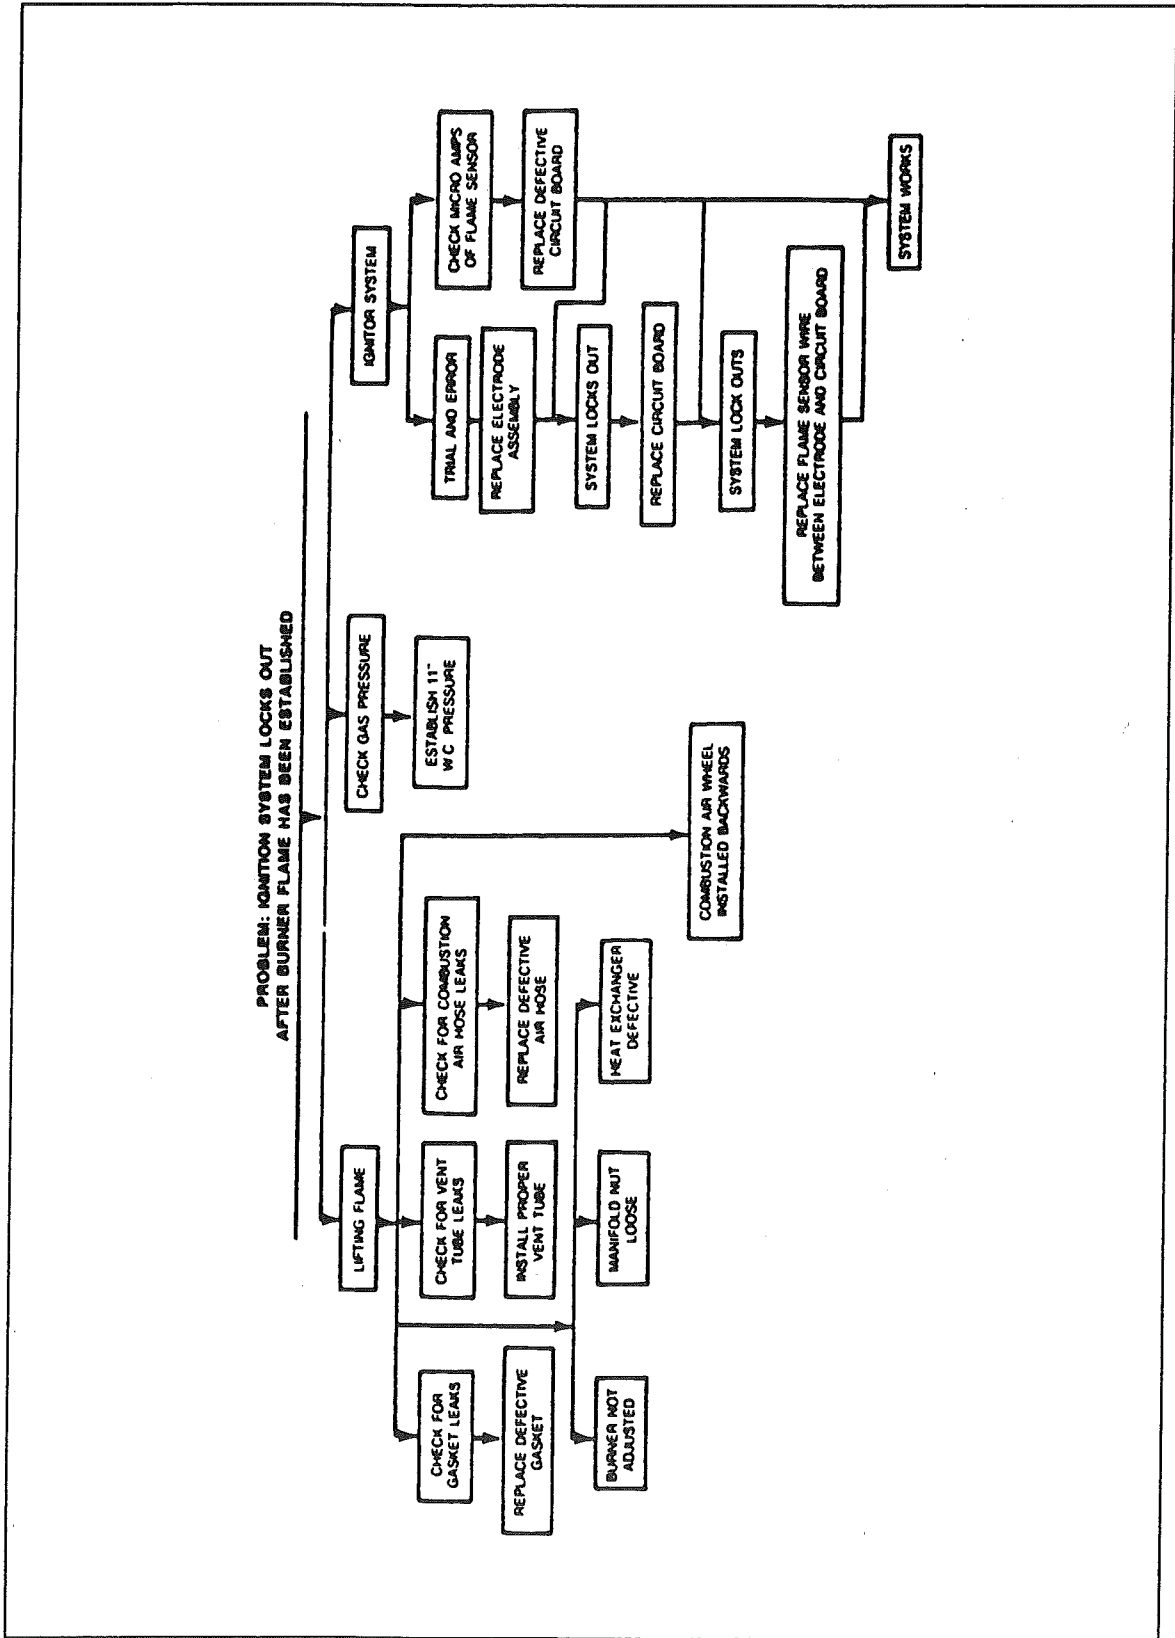 PROBLEM: IGNITION SYSTEM LOCKS OUT
AFTER BURNER FLAME HAS BEEN ESTABLISHED
LIFTING FLAME
CHECK GAS PRESSURE
IGNITOR SYSTEM
CHECK FOR
GASKET LEAKS
CHECK FOR VENT
TUBE LEAKS
CHECK FOR COMBUSTION
AIR HOSE LEAKS
ESTABLISH 11"
WC PRESSURE
TRIAL AND ERROR
CHECK MICRO AMPS
OF FLAME SENSOR
REPLACE DEFECTIVE
GASKET
INSTALL PROPER
VENT TUBE
REPLACE DEFECTIVE
AIR HOSE
REPLACE ELECTRODE
ASSEMBLY
REPLACE DEFECTIVE
CIRCUIT BOARD
BURNER NOT
ADJUSTED
MANIFOLD NUT
LOOSE
HEAT EXCHANGER
DEFECTIVE
SYSTEM LOCKS OUT
REPLACE CIRCUIT BOARD
COMBUSTION AIR WHEEL
INSTALLED BACKWARDS
SYSTEM LOCK OUTS
REPLACE FLAME SENSOR WIRE
BETWEEN ELECTRODE AND CIRCUIT BOARD
SYSTEM WORKS